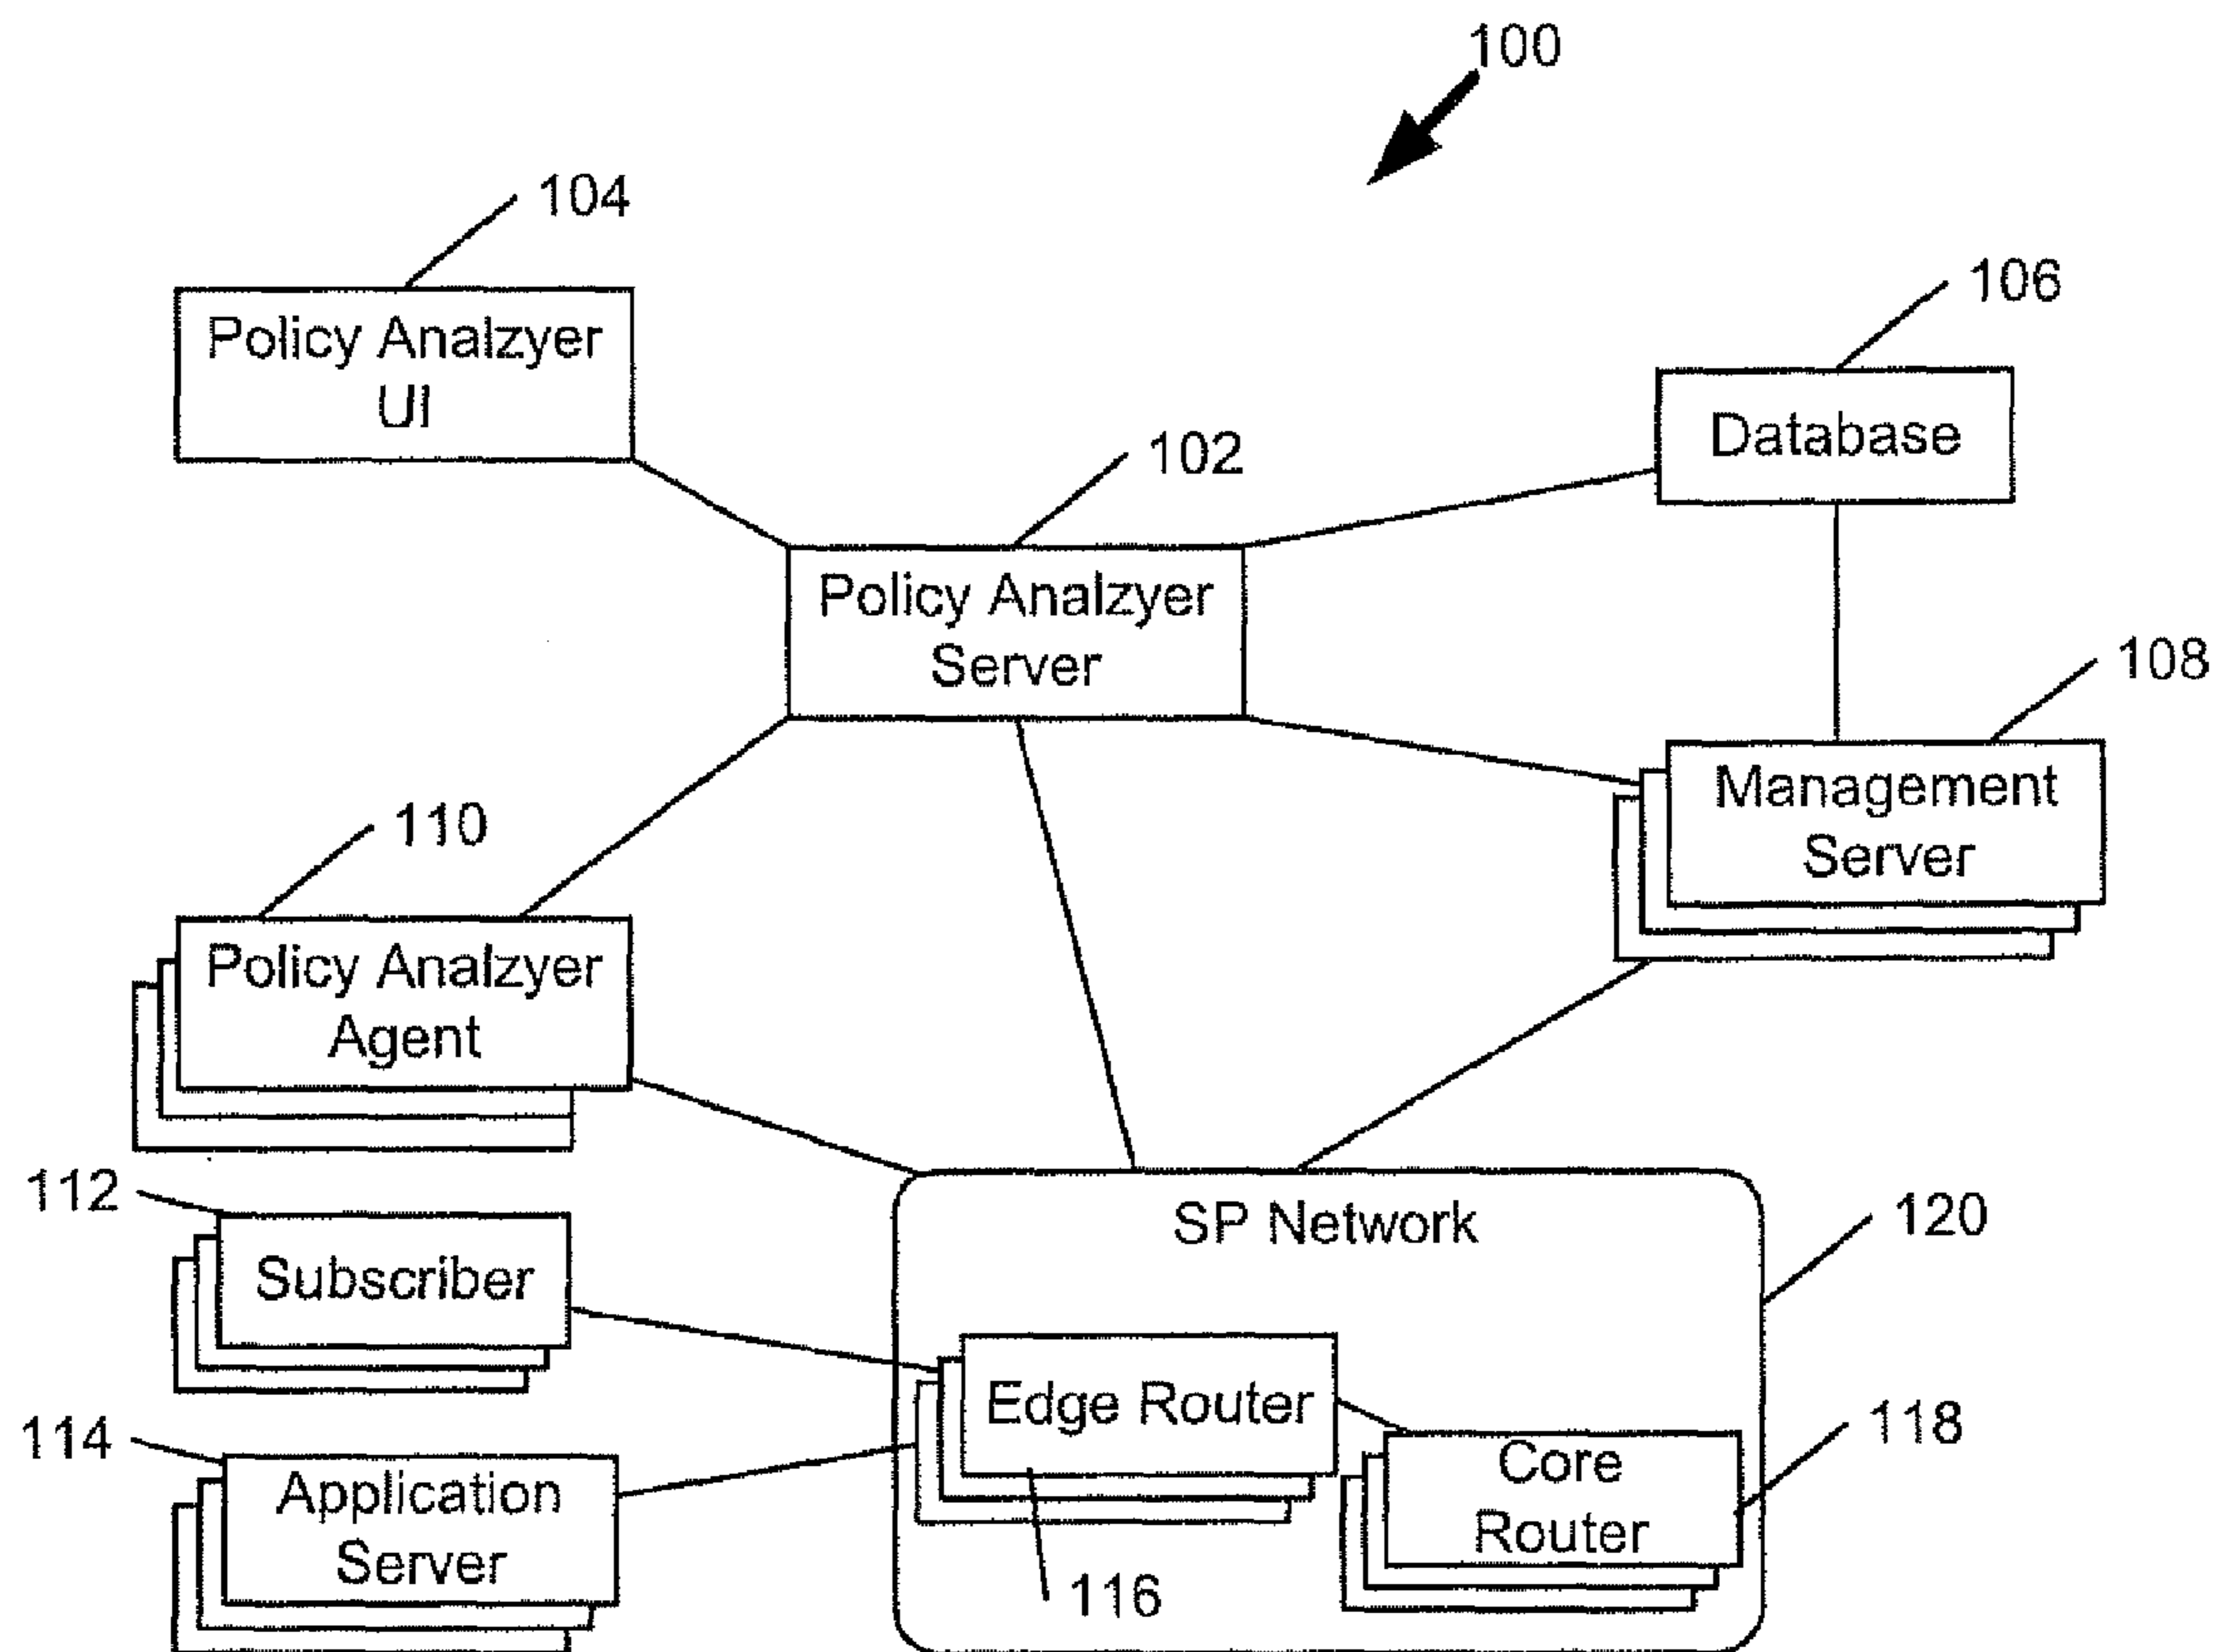 100
104
Policy Analzyer
UI
106
Database
102
Policy Analzyer
Server
108
Management
Server
110
Policy Analzyer
Agent
112
Subscriber
SP Network
120
Edge Router
118
Core
Router
114
Application
Server
116